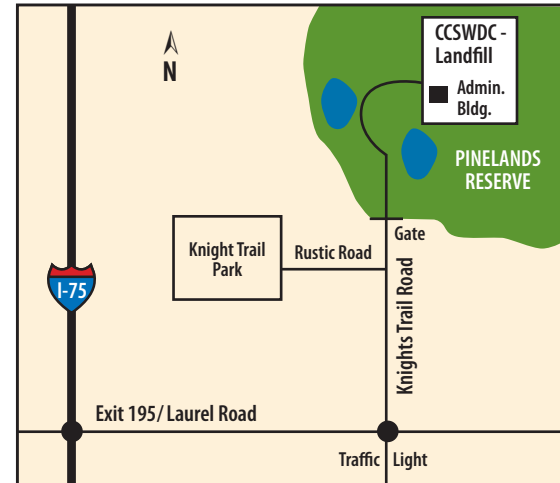 CCSWDC -
Landfill
Admin.
Bldg.
N
PINELANDS
RESERVE
Gate
Knight Trail
Park
Rustic Road
I-75
Knights Trail Road
Exit 195/ Laurel Road
Traffic Light